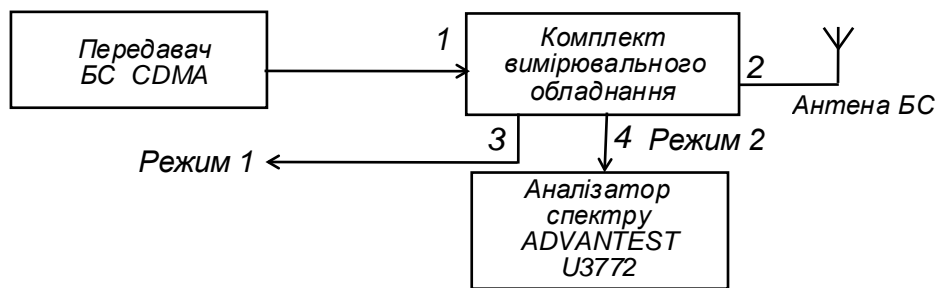 Передавач
БС CDMA
1
Комплект
вимірювального
обладнання
2
Антена БС
3
4
Режим 2
Режим 1
Аналізатор
спектру
ADVANTEST
U3772